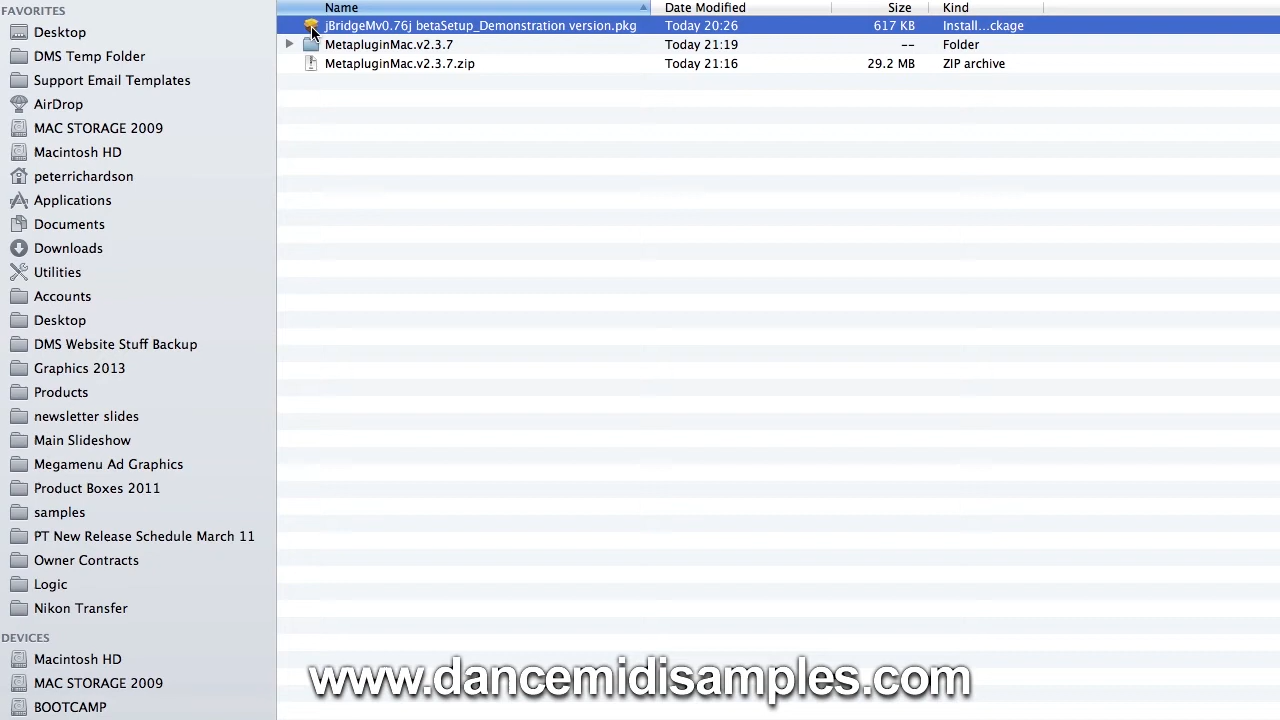 FAVORITES
Desktop
DMS Temp Folder
Support Email Templates
AirDrop
MAC STORAGE 2009
Macintosh HD
peterrichardson
Applications
Documents
Downloads
Utilities
Accounts
Desktop
DMS Website Stuff Backup
Graphics 2013
Products
newsletter slides
Main Slideshow
Megamenu Ad Graphics
Product Boxes 2011
samples
PT New Release Schedule March 11
Owner Contracts
Logic
Nikon Transfer
DEVICES
Macintosh HD
MAC STORAGE 2009
BOOTCAMP
Name Date Modified Size Kind
jBridgeMv0.76j betaSetup_Demonstration version.pkg Today 20:26 617 KB Install...ckage
MetapluginMac.v2.3.7 Today 21:19 -- Folder
MetapluginMac.v2.3.7.zip Today 21:16 29.2 MB ZIP archive
www.dancemidisamples.com